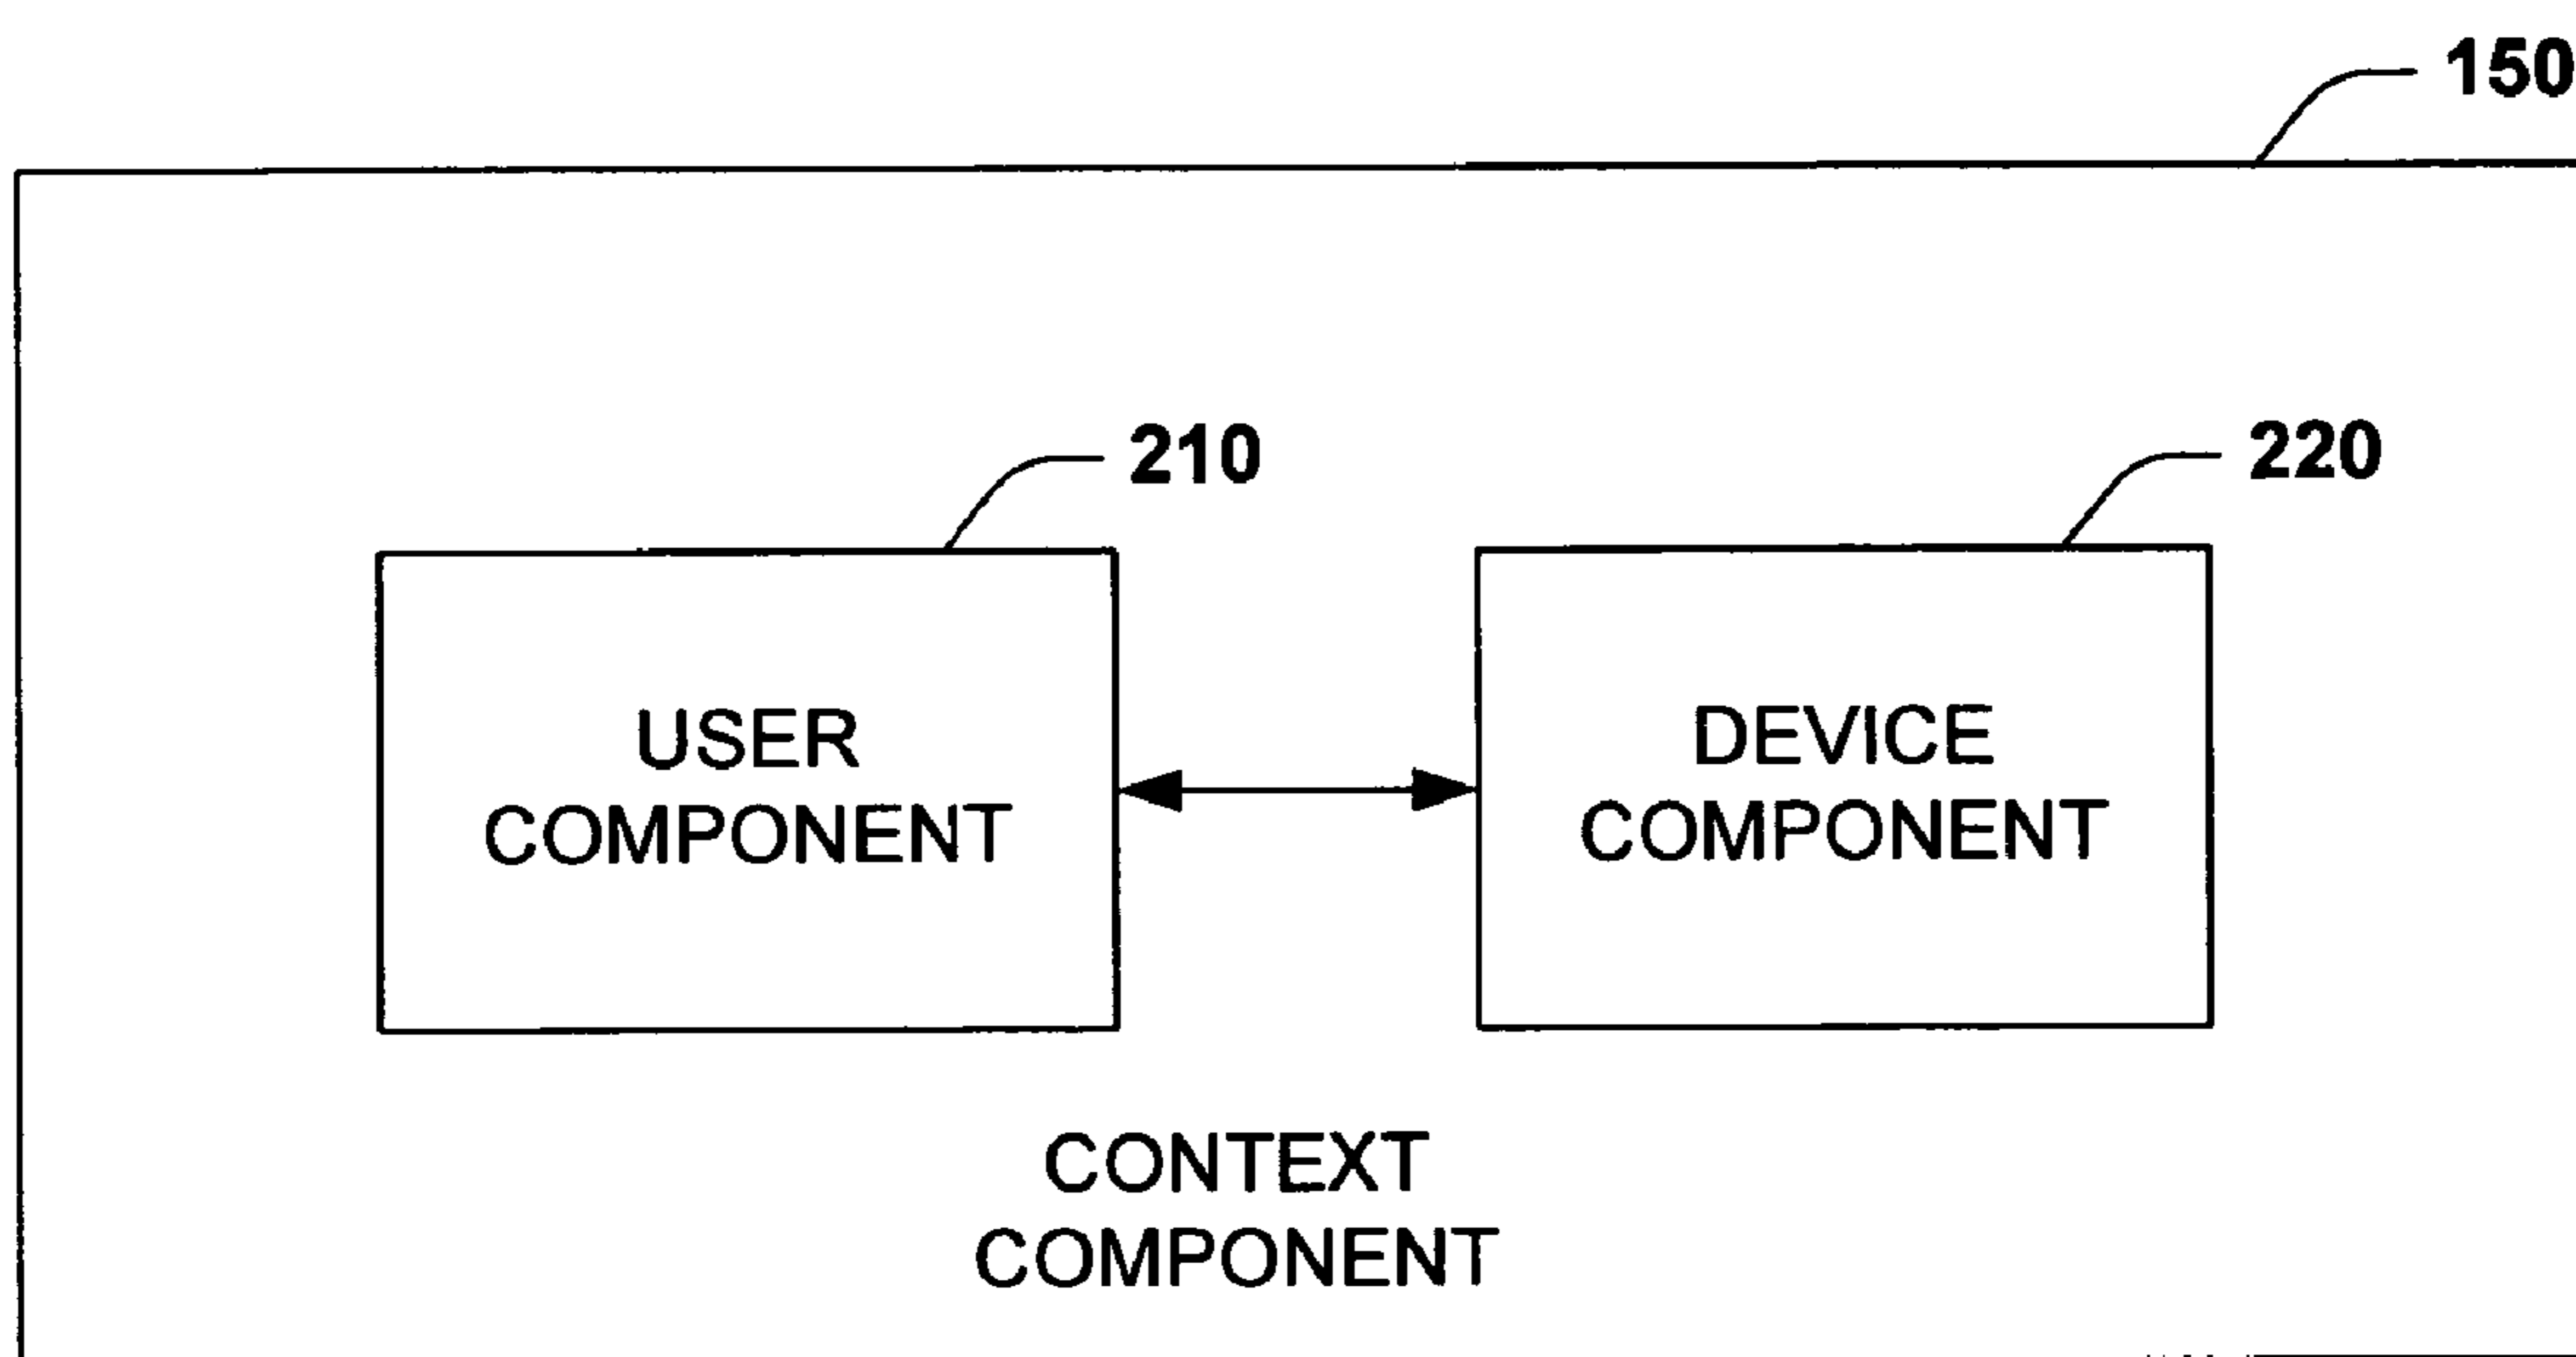 150
210
220
USER
COMPONENT
DEVICE
COMPONENT
CONTEXT
COMPONENT